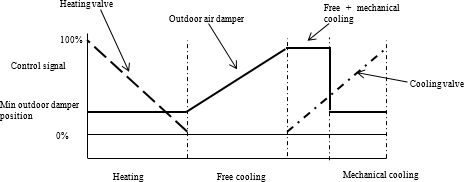 Heating valve
Free + mechanical
cooling
Outdoor air damper
100%
Control signal
Cooling valve
Min outdoor damper
position
0%
Heating
Free cooling
Mechanical cooling